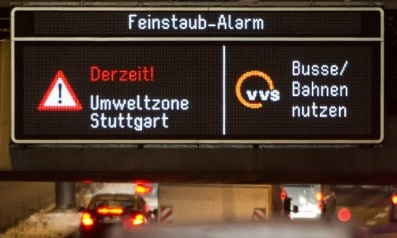 Feinstaub-Alarm
Derzeit!
Umweltzone
Stuttgart
vvs
Busse/
Bahnen
nutzen